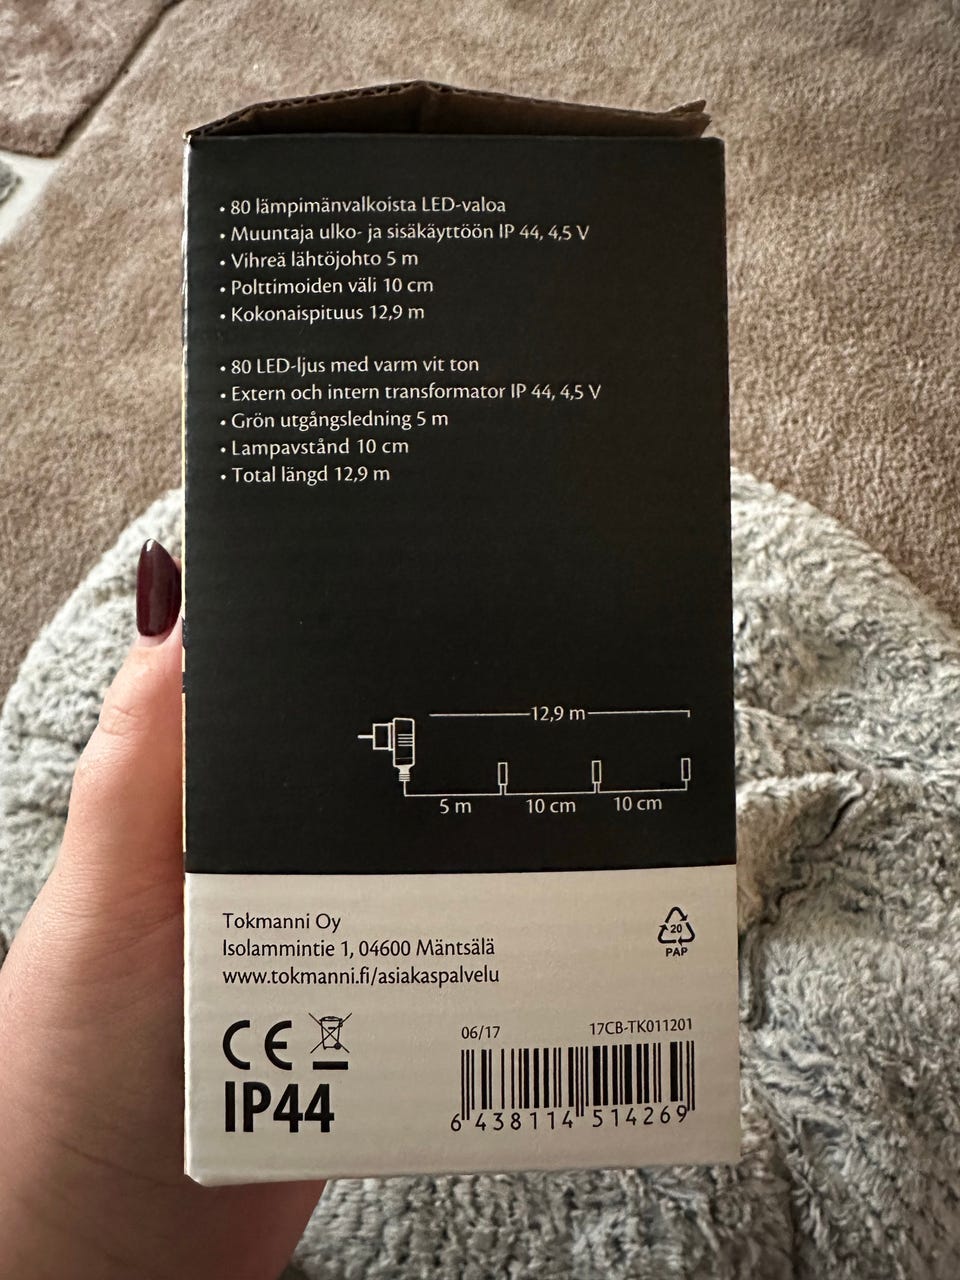 • 80 lämpimänvalkoista LED-valoa
• Muuntaja ulko- ja sisäkäyttöön IP 44, 4,5 V
• Vihreä lähtöjohto 5 m
• Polttimoiden väli 10 cm
• Kokonaispituus 12,9 m
• 80 LED-ljus med varm vit ton
• Extern och intern transformator IP 44, 4,5 V
• Grön utgångsledning 5 m
• Lampavstånd 10 cm
• Total längd 12,9 m
12,9 m
5 m 10 cm 10 cm
Tokmanni Oy
Isolammintie 1, 04600 Mäntsälä
www.tokmanni.fi/asiakaspalvelu
20
PAP
CE
IP44
06/17 17CB-TK011201
6 438114 514269